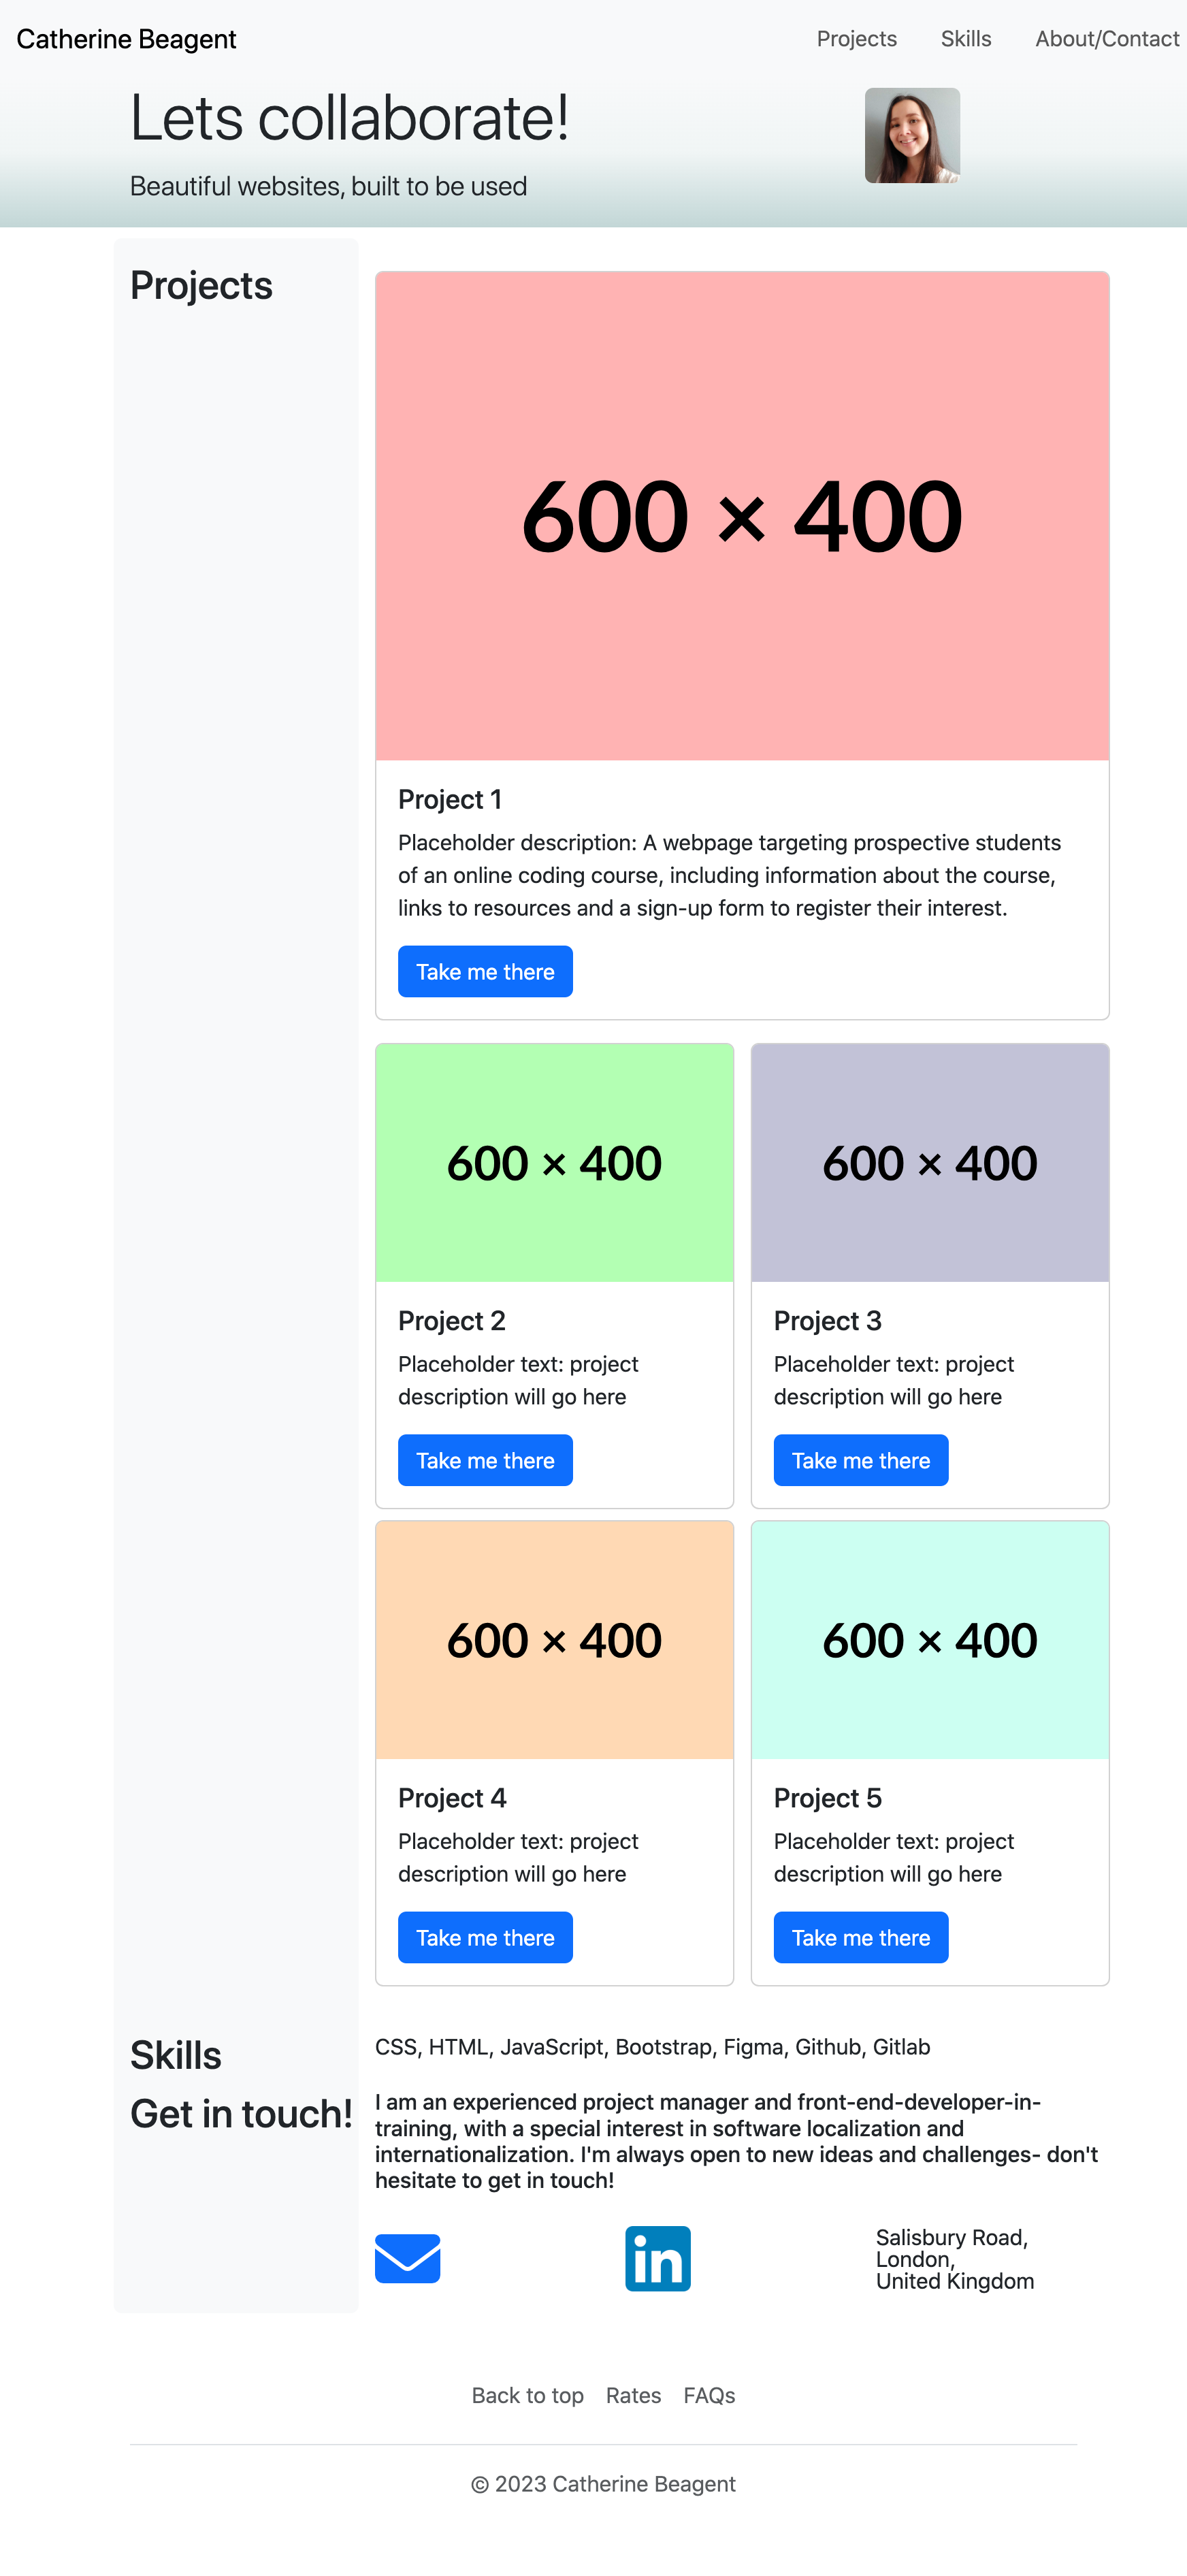 Catherine Beagent
Projects
Skills
About/Contact
Lets collaborate!
Beautiful websites, built to be used
Projects
600 × 400
Project 1
Placeholder description: A webpage targeting prospective students
of an online coding course, including information about the course,
links to resources and a sign-up form to register their interest.
Take me there
600 × 400
Project 2
Placeholder text: project
description will go here
Take me there
600 × 400
Project 3
Placeholder text: project
description will go here
Take me there
600 × 400
Project 4
Placeholder text: project
description will go here
Take me there
600 × 400
Project 5
Placeholder text: project
description will go here
Take me there
Skills
CSS, HTML, JavaScript, Bootstrap, Figma, Github, Gitlab
Get in touch!
I am an experienced project manager and front-end-developer-in-
training, with a special interest in software localization and
internationalization. I'm always open to new ideas and challenges- don't
hesitate to get in touch!
in
Salisbury Road,
London,
United Kingdom
Back to top
Rates
FAQs
© 2023 Catherine Beagent